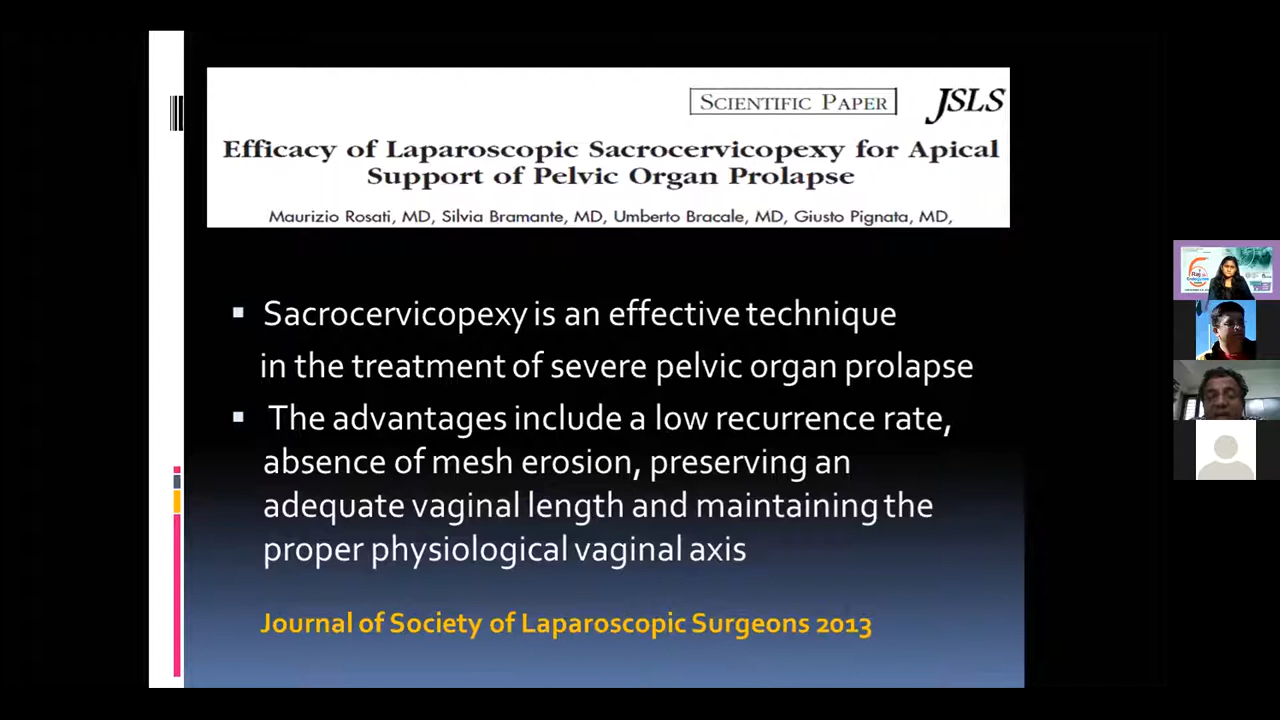 SCIENTIFIC PAPER
JSLS
Efficacy of Laparoscopic Sacrocervicopexy for Apical
Support of Pelvic Organ Prolapse
Maurizio Rosati, MD, Silvia Bramante, MD, Umberto Bracale, MD, Giusto Pignata, MD,
▪ Sacrocervicopexy is an effective technique
in the treatment of severe pelvic organ prolapse
▪ The advantages include a low recurrence rate,
absence of mesh erosion, preserving an
adequate vaginal length and maintaining the
proper physiological vaginal axis
Journal of Society of Laparoscopic Surgeons 2013